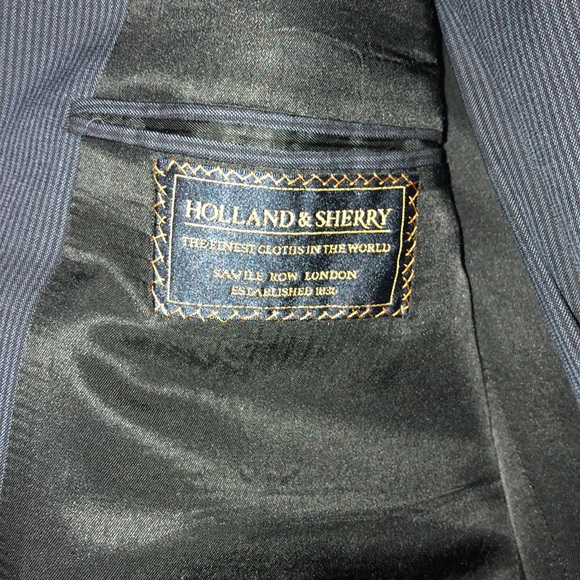 HOLLAND & SHERRY
THE FINEST CLOTHS IN THE WORLD
SAVILE ROW LONDON
ESTABLISHED 1836